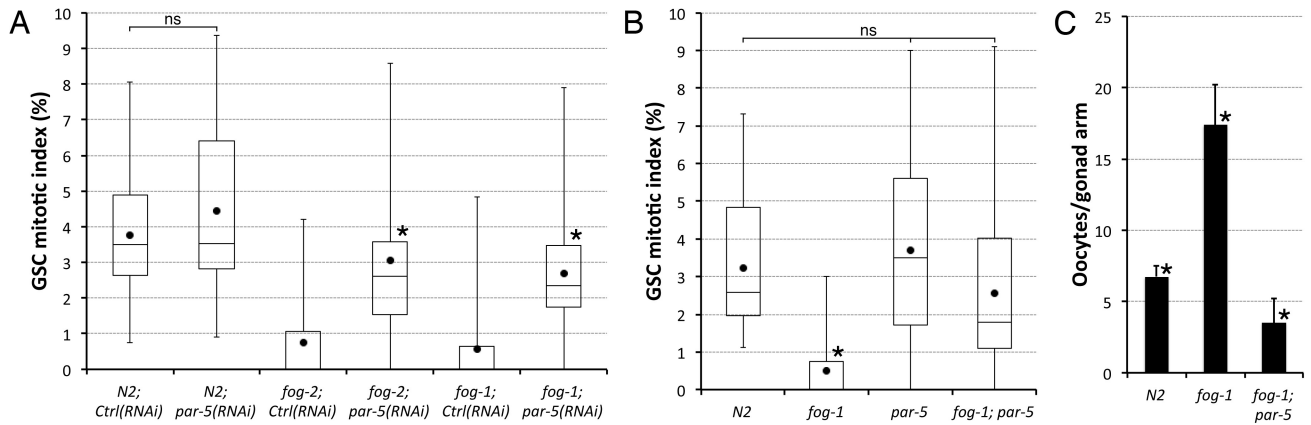 A
GSC mitotic index (%)
10
9
8
7
6
5
4
3
2
1
0
ns
*
*
N2;
Ctrl(RNAi)
N2;
par-5(RNAi)
fog-2;
Ctrl(RNAi)
fog-2;
par-5(RNAi)
fog-1;
Ctrl(RNAi)
fog-1;
par-5(RNAi)
B
GSC mitotic index (%)
10
9
8
7
6
5
4
3
2
1
0
ns
*
N2
fog-1
par-5
fog-1; par-5
C
Oocytes/gonad arm
25
20
15
10
5
0
*
*
*
N2
fog-1
fog-1;
par-5